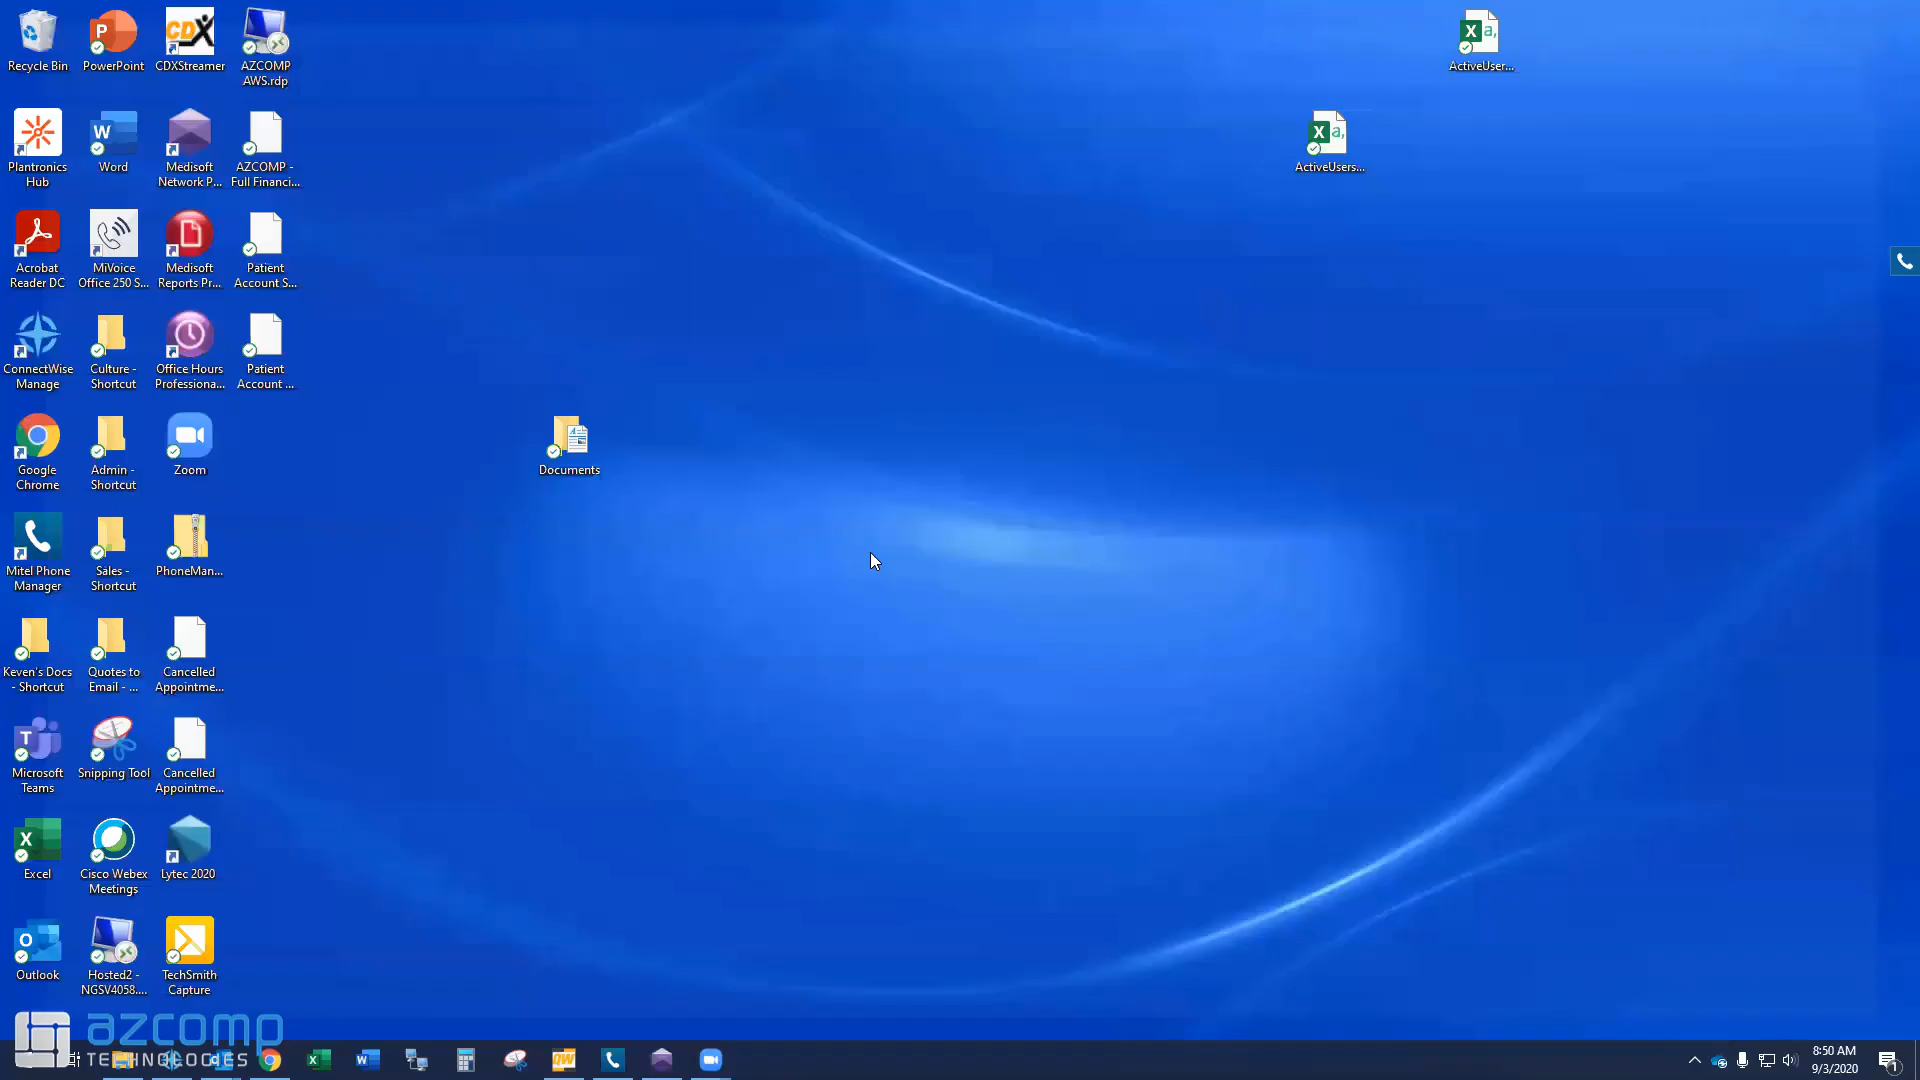 Recycle Bin
PowerPoint
CDXStreamer
AZCOMP
AWS.rdp
ActiveUser...
Plantronics
Hub
Word
Medisoft
Network P...
AZCOMP -
Full Financi...
ActiveUsers...
Acrobat
Reader DC
MiVoice
Office 250 S...
Medisoft
Reports Pr...
Patient
Account S...
ConnectWise
Manage
Culture -
Shortcut
Office Hours
Professiona...
Patient
Account ...
Google
Chrome
Admin -
Shortcut
Zoom
Documents
Mitel Phone
Manager
Sales -
Shortcut
PhoneMan...
Keven's Docs
- Shortcut
Quotes to
Email - ...
Cancelled
Appointme...
Microsoft
Teams
Snipping Tool
Cancelled
Appointme...
Excel
Cisco Webex
Meetings
Lytec 2020
Outlook
Hosted2 -
NGSV4058....
TechSmith
Capture
azcomp
TECHNOLOGIES
QW
8:50 AM
9/3/2020
1